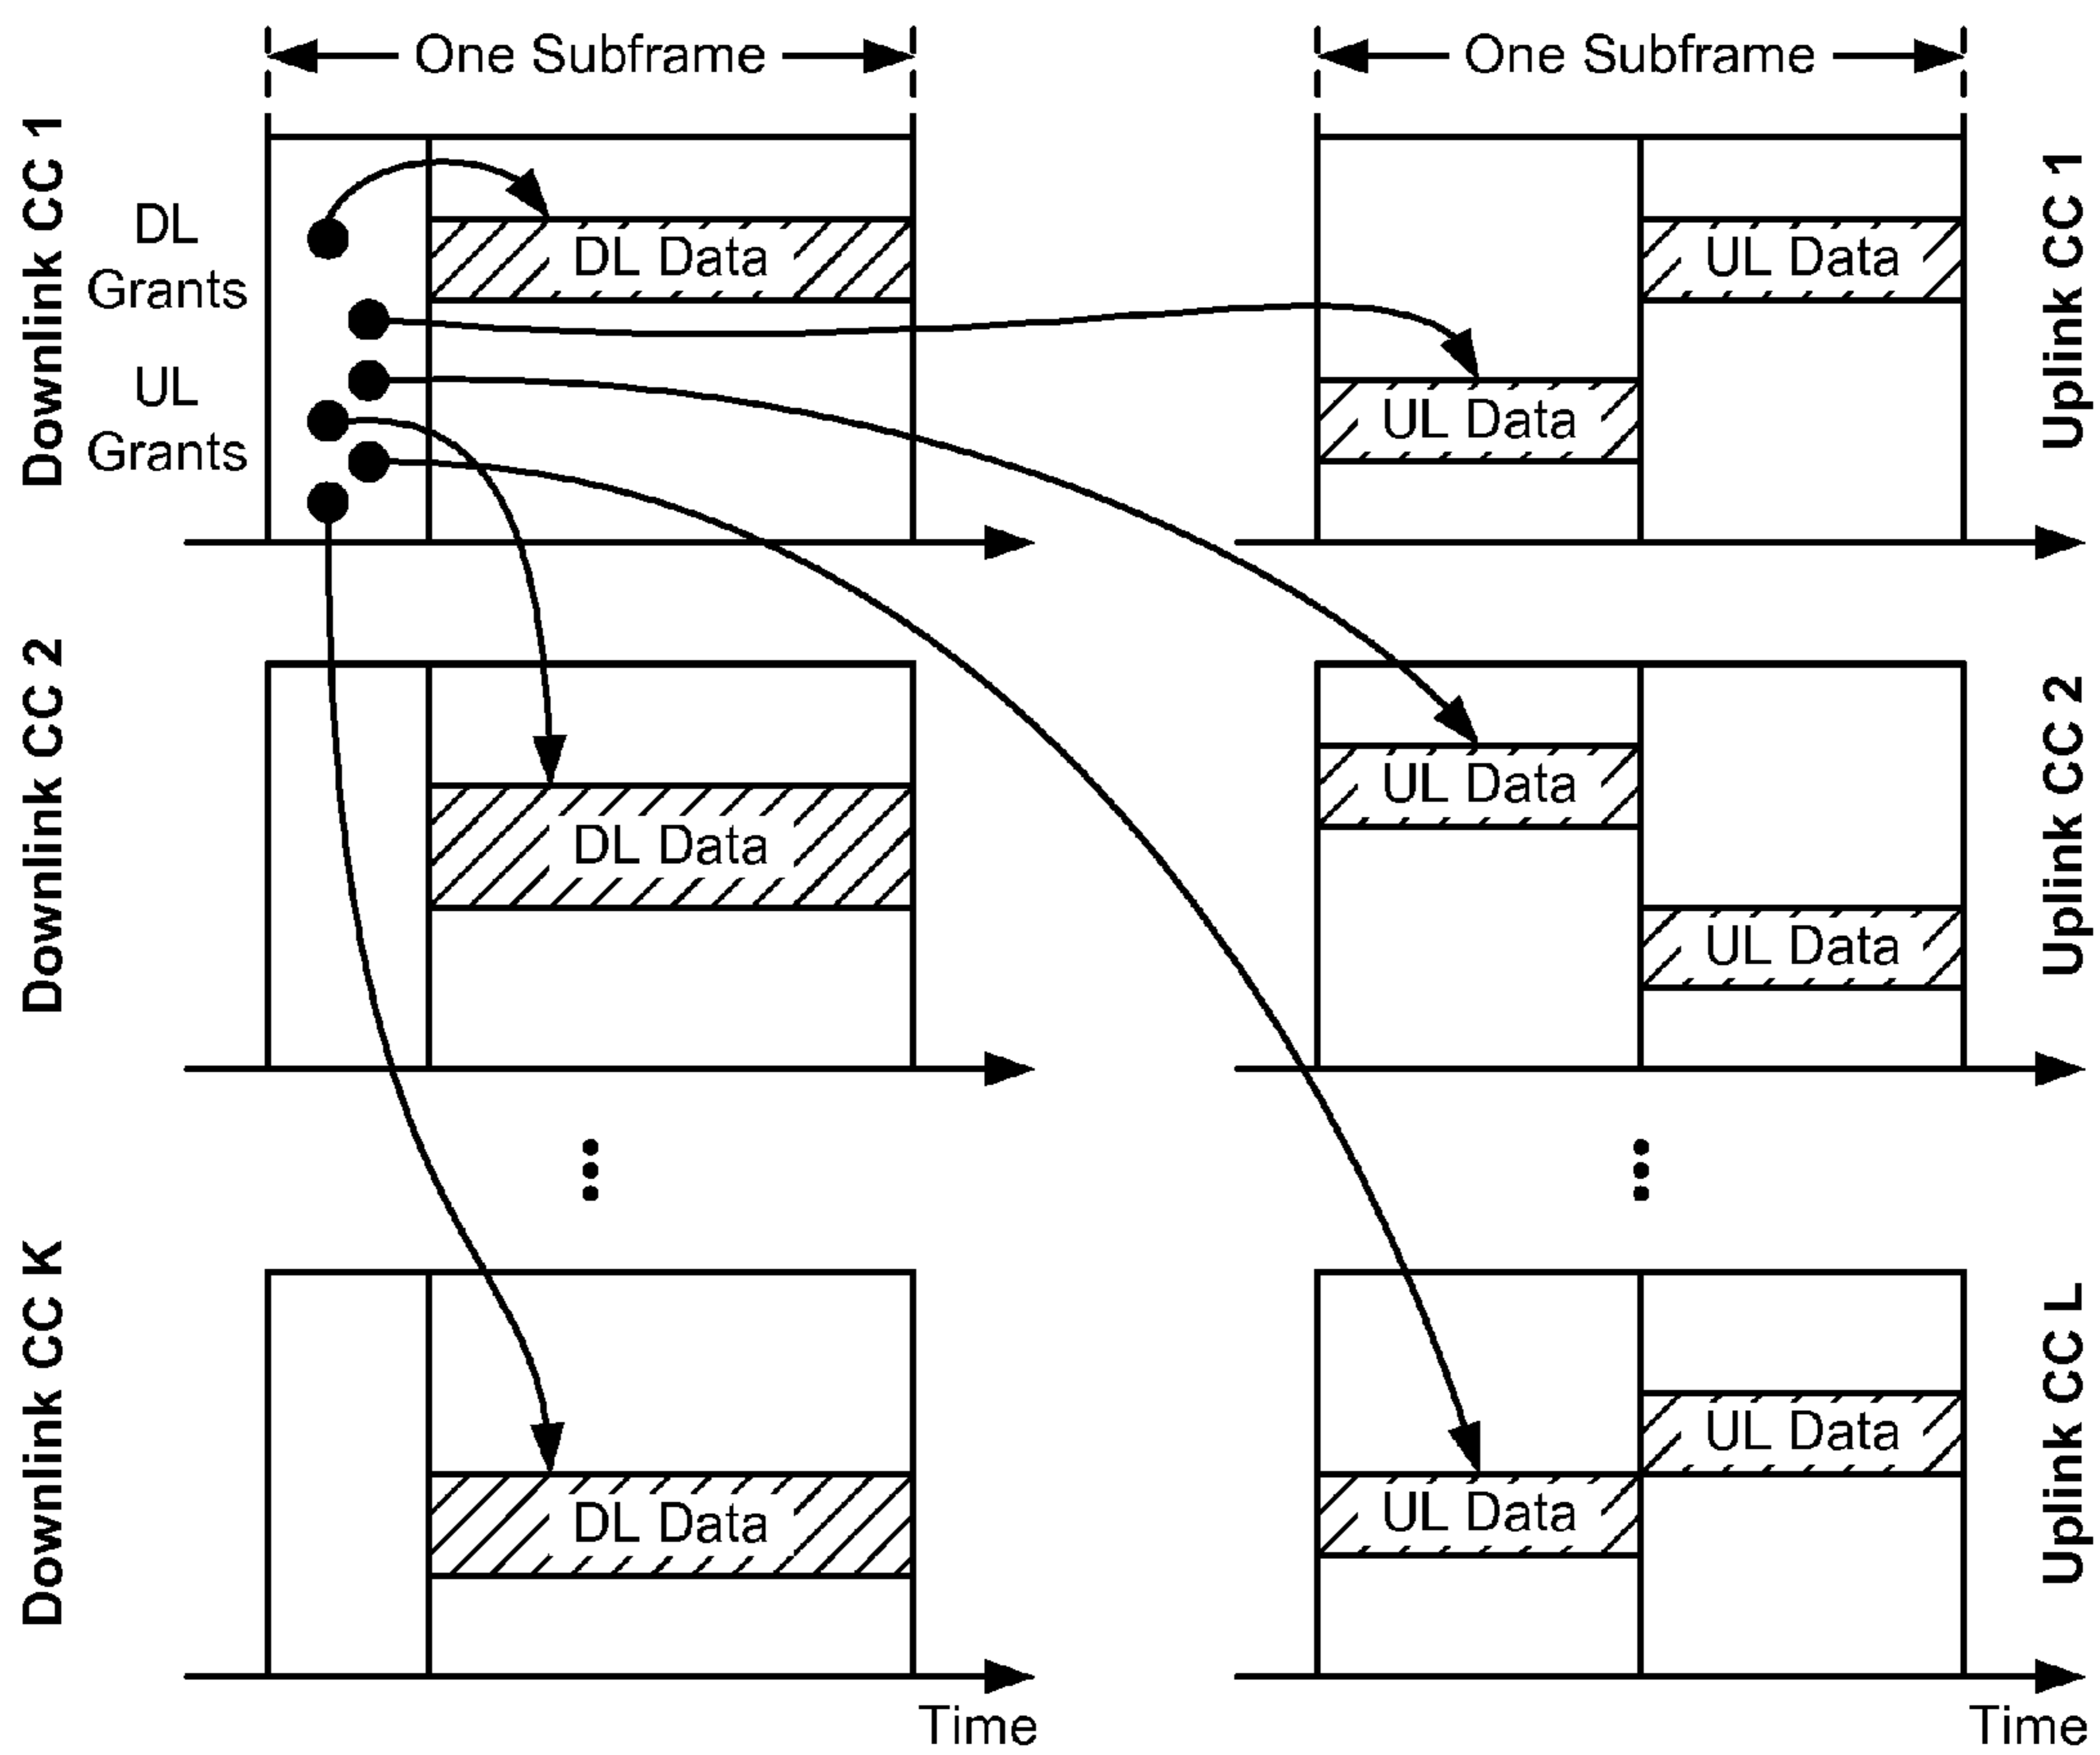 One Subframe
One Subframe
Downlink CC 1
DL
Grants
UL
Grants
DL Data
UL Data
UL Data
Uplink CC 1
Downlink CC 2
DL Data
UL Data
UL Data
Uplink CC 2
Downlink CC K
DL Data
UL Data
UL Data
Uplink CC L
Time
Time